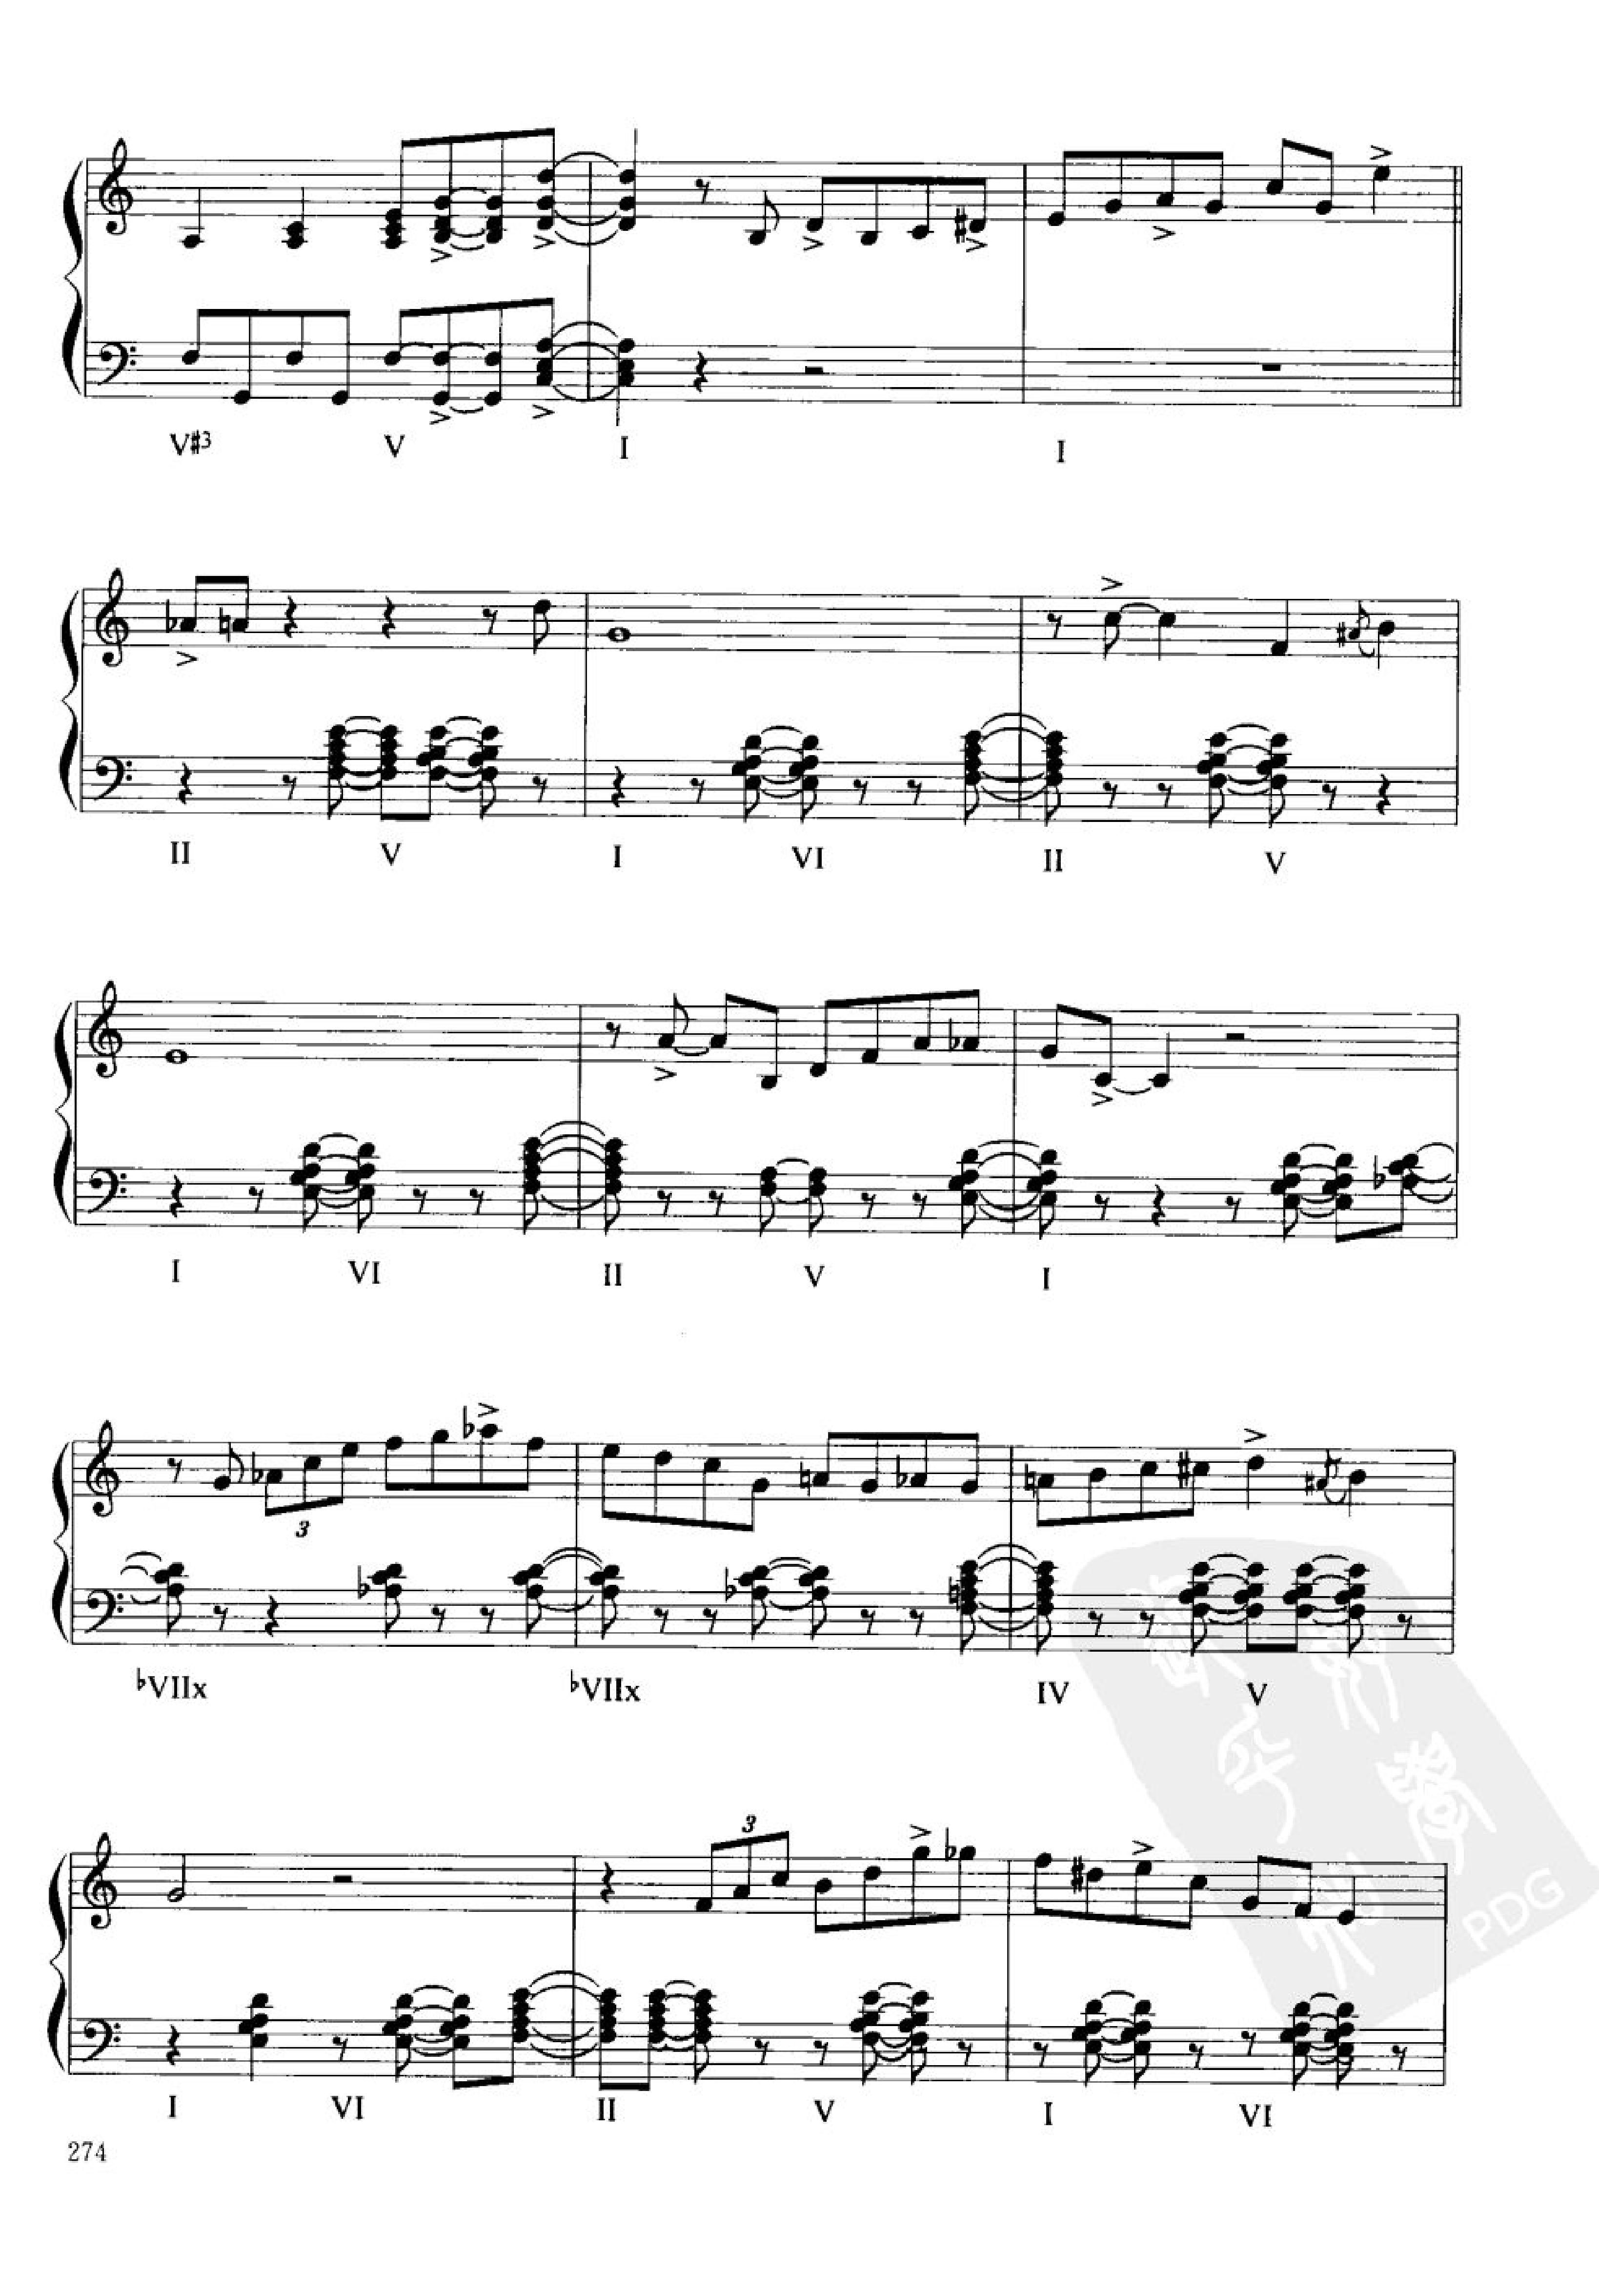 V#3 V I I
II V I VI II V
I VI II V I
3
♭VIIx ♭VIIx IV V
3
I VI II V I VI
PDG
274